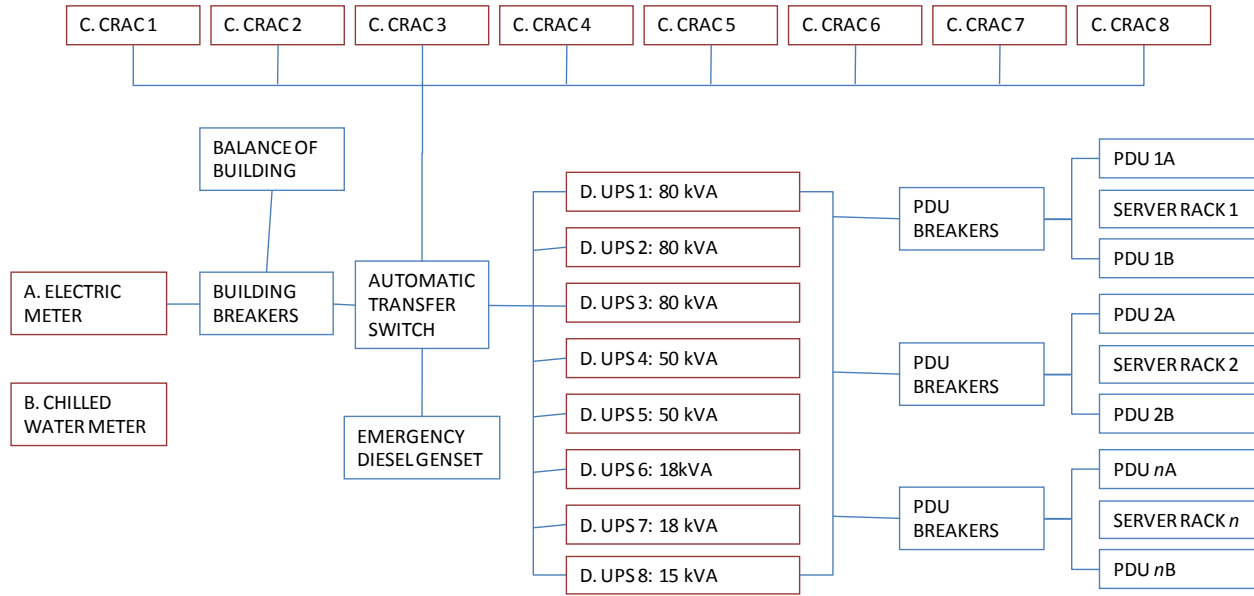 C. CRAC 1
C. CRAC 2
C. CRAC 3
C. CRAC 4
C. CRAC 5
C. CRAC 6
C. CRAC 7
C. CRAC 8
BALANCE OF
BUILDING
A. ELECTRIC
METER
BUILDING
BREAKERS
AUTOMATIC
TRANSFER
SWITCH
B. CHILLED
WATER METER
EMERGENCY
DIESEL GENSET
D. UPS 1: 80 kVA
D. UPS 2: 80 kVA
D. UPS 3: 80 kVA
D. UPS 4: 50 kVA
D. UPS 5: 50 kVA
D. UPS 6: 18kVA
D. UPS 7: 18 kVA
D. UPS 8: 15 kVA
PDU
BREAKERS
PDU 1A
SERVER RACK 1
PDU 1B
PDU
BREAKERS
PDU 2A
SERVER RACK 2
PDU 2B
PDU
BREAKERS
PDU nA
SERVER RACK n
PDU nB